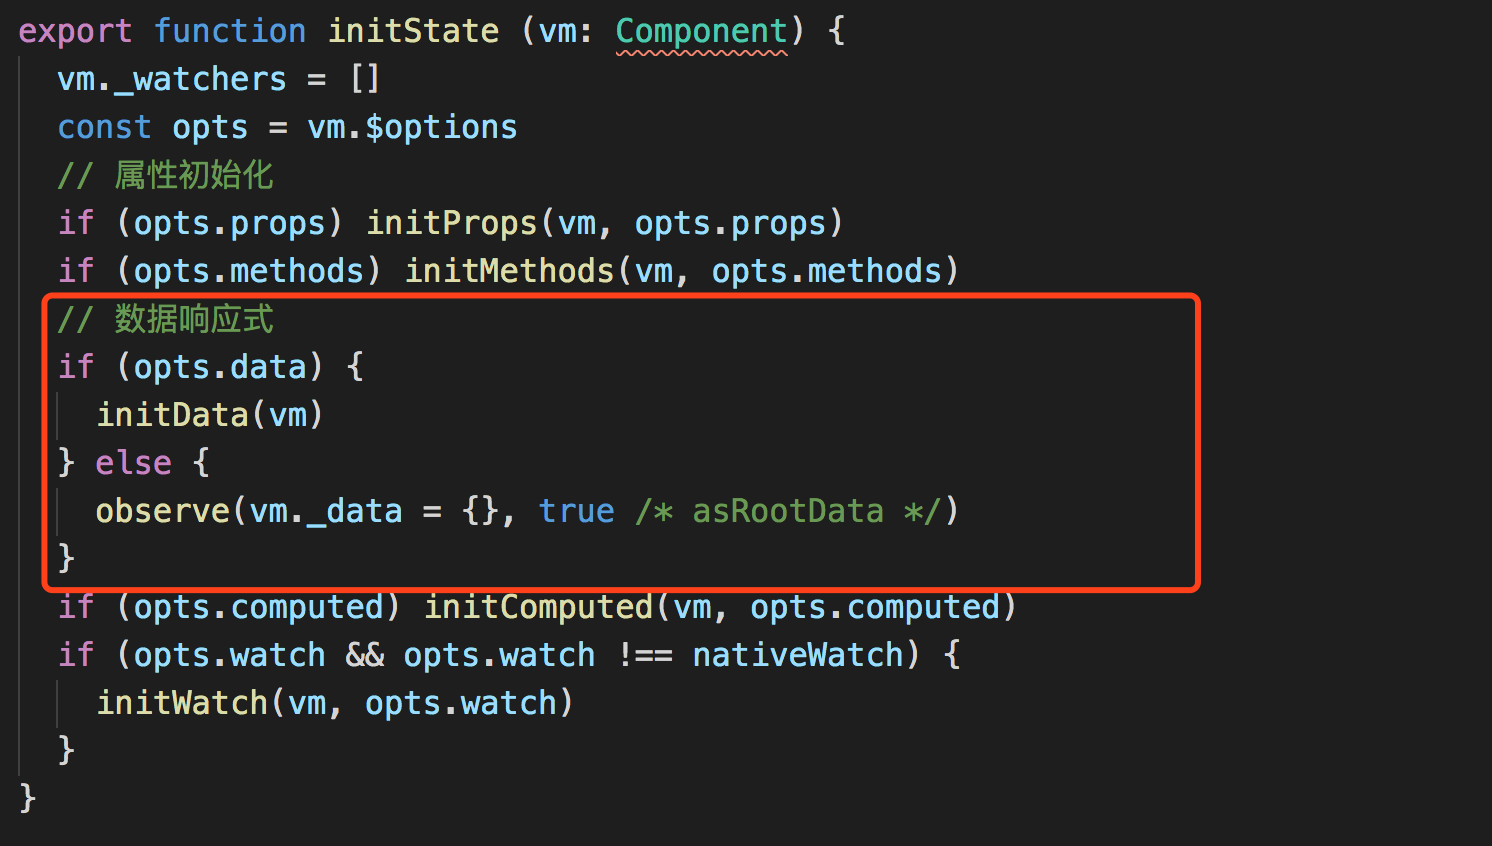 export function initState (vm: Component) {
vm._watchers = []
const opts = vm.$options
// 属性初始化
if (opts.props) initProps(vm, opts.props)
if (opts.methods) initMethods(vm, opts.methods)
// 数据响应式
if (opts.data) {
initData(vm)
} else {
observe(vm._data = {}, true /* asRootData */)
}
if (opts.computed) initComputed(vm, opts.computed)
if (opts.watch && opts.watch !== nativeWatch) {
initWatch(vm, opts.watch)
}
}